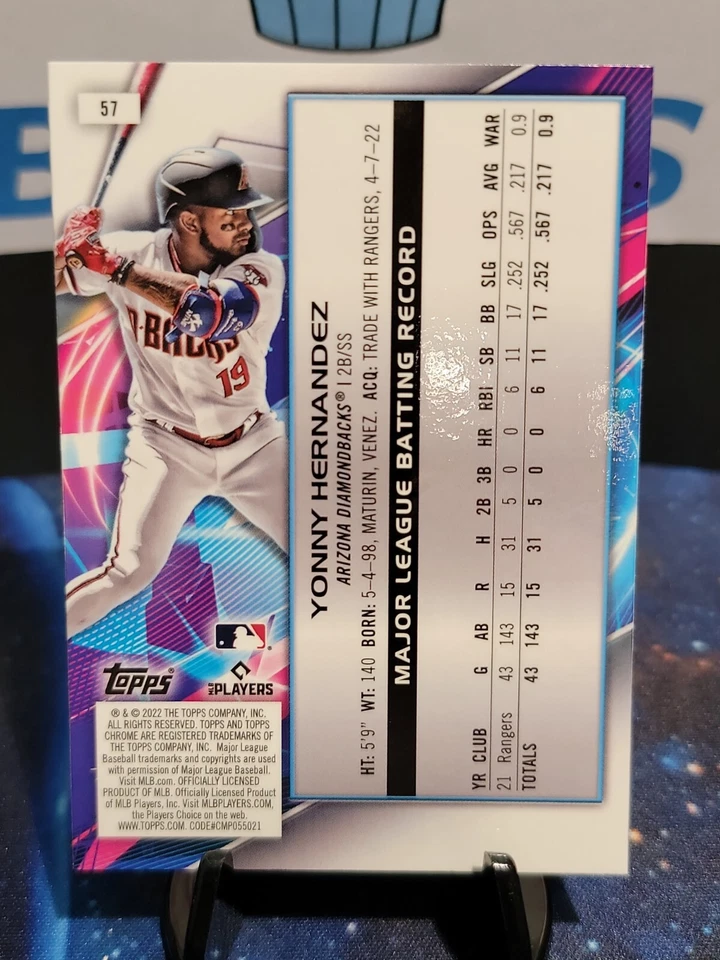 57
D-BACKS
19
YONNY HERNANDEZ
ARIZONA DIAMONDBACKS® | 2B/SS
HT: 5'9" WT: 140 BORN: 5-4-98, MATURIN, VENEZ. ACQ: TRADE WITH RANGERS, 4-7-22
MAJOR LEAGUE BATTING RECORD
YR CLUB G AB R H 2B 3B HR RBI SB BB SLG OPS AVG WAR
21 Rangers 43 143 15 31 5 0 0 6 11 17 .252 .567 .217 0.9
TOTALS 43 143 15 31 5 0 0 6 11 17 .252 .567 .217 0.9
topps®
MLB PLAYERS
® & © 2022 THE TOPPS COMPANY, INC.
ALL RIGHTS RESERVED. TOPPS AND TOPPS
CHROME ARE REGISTERED TRADEMARKS OF
THE TOPPS COMPANY, INC. Major League
Baseball trademarks and copyrights are used
with permission of Major League Baseball.
Visit MLB.com. OFFICIALLY LICENSED
PRODUCT OF MLB. Officially Licensed Product
of MLB Players, Inc. Visit MLBPLAYERS.COM,
the Players Choice on the web.
WWW.TOPPS.COM. CODE#CMP055021